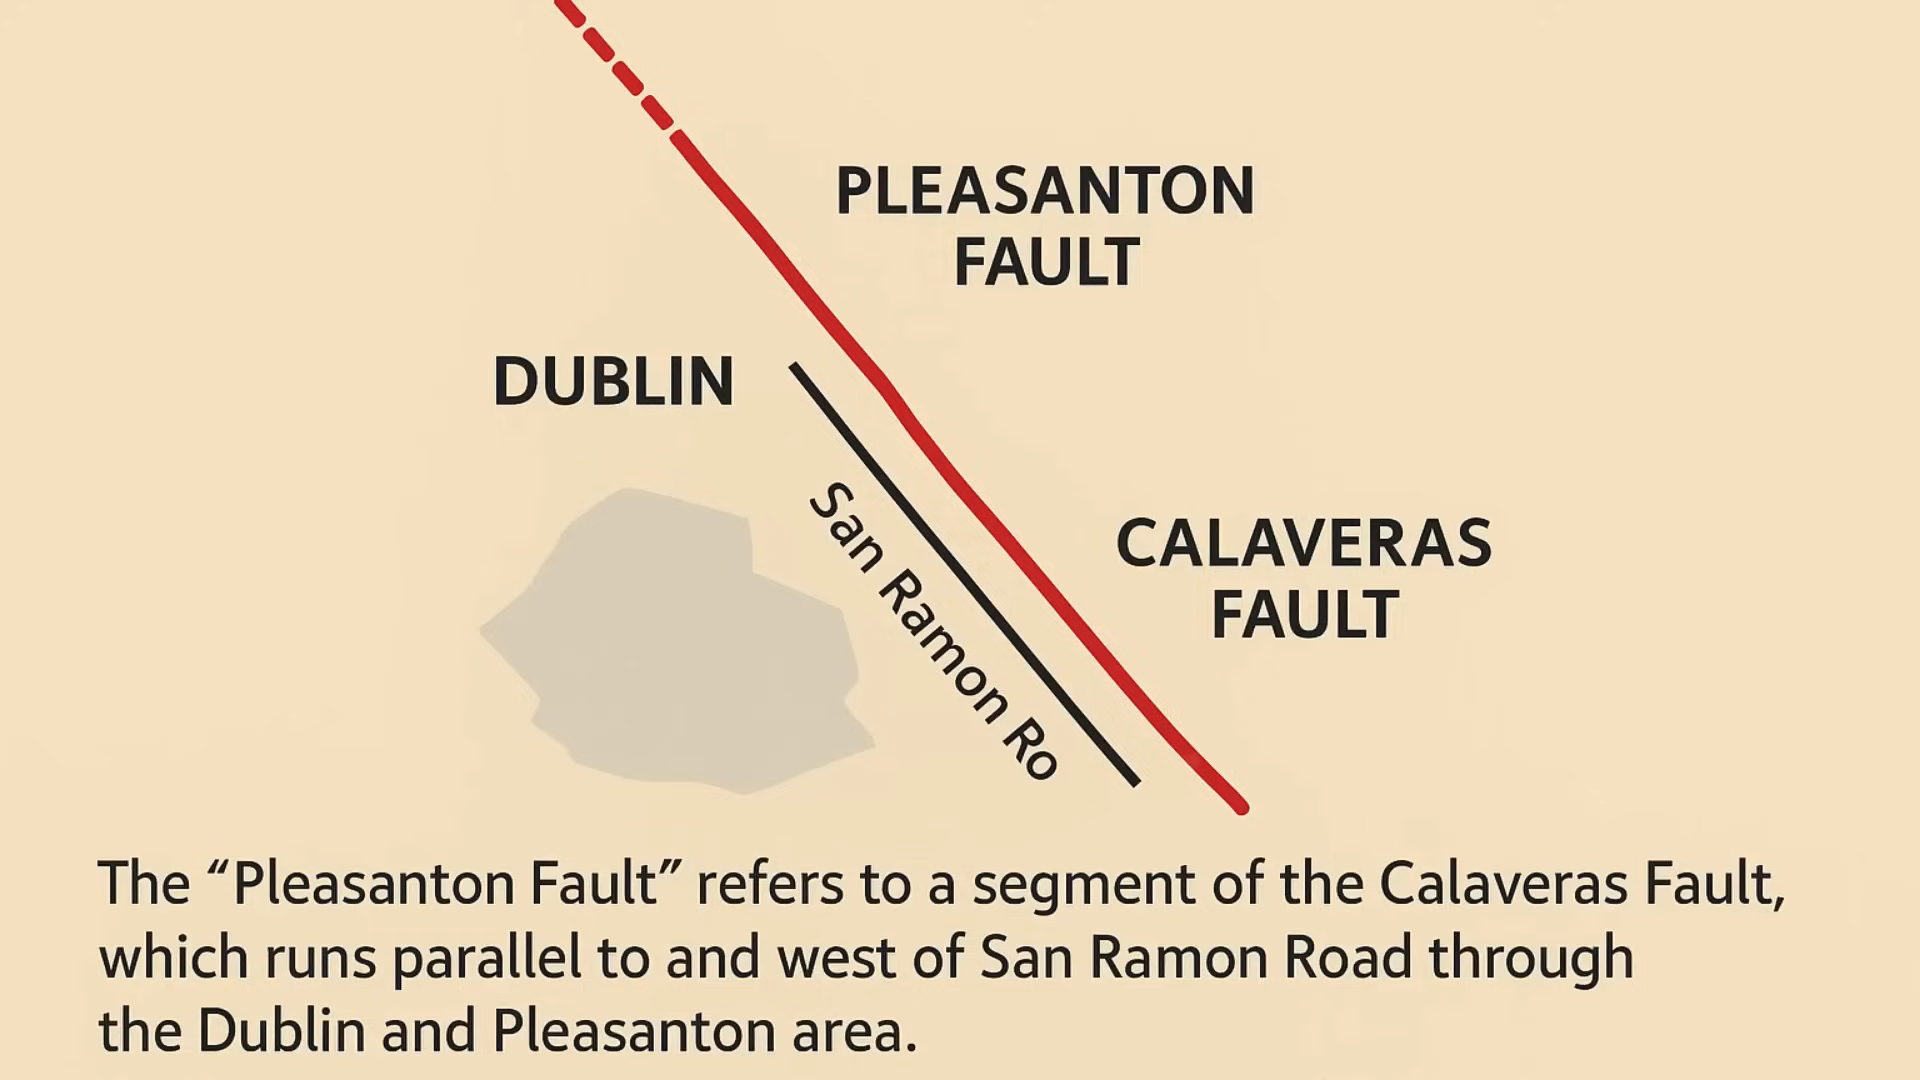 PLEASANTON
FAULT
DUBLIN
San Ramon Ro
CALAVERAS
FAULT
The “Pleasanton Fault” refers to a segment of the Calaveras Fault,
which runs parallel to and west of San Ramon Road through
the Dublin and Pleasanton area.